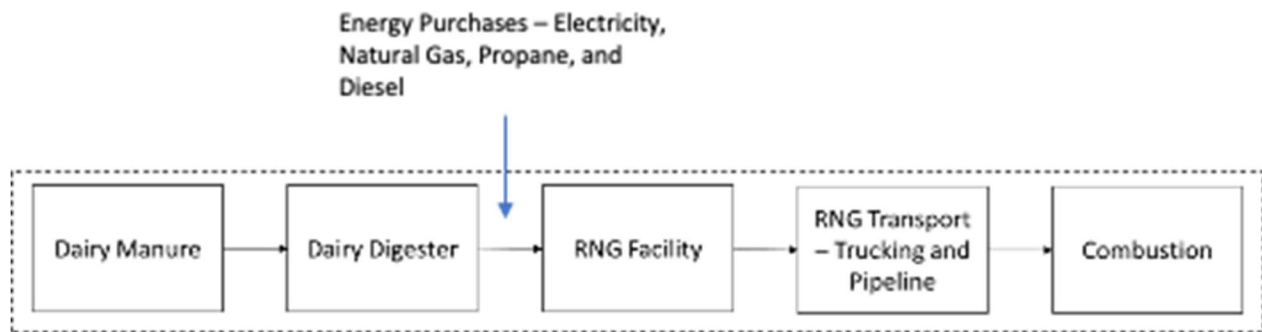 Energy Purchases – Electricity,
Natural Gas, Propane, and
Diesel
Dairy Manure
Dairy Digester
RNG Facility
RNG Transport
– Trucking and
Pipeline
Combustion